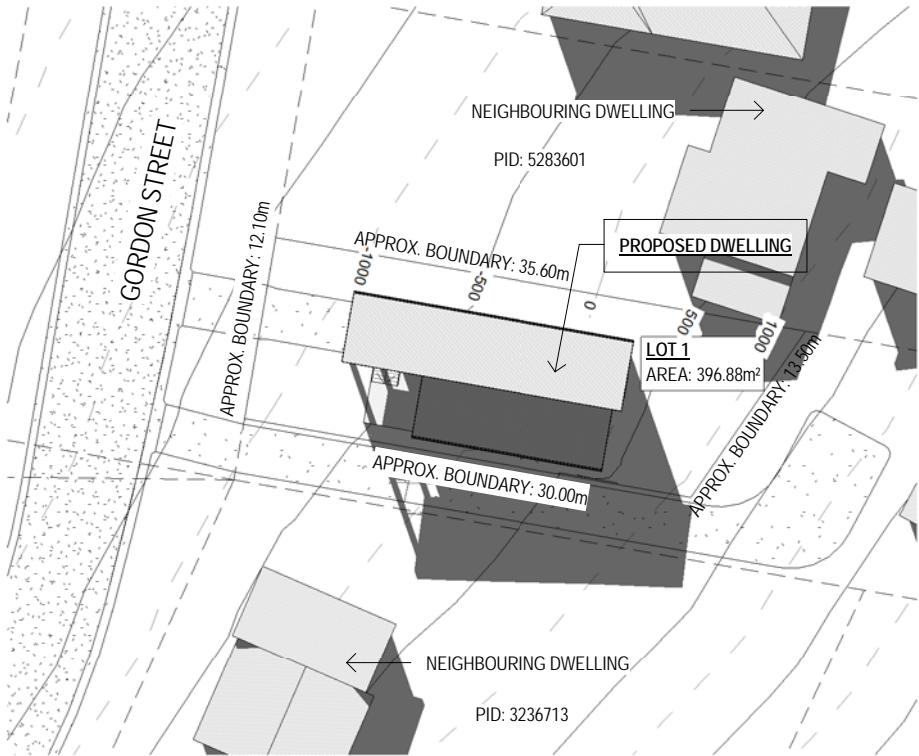 NEIGHBOURING DWELLING
PID: 5283601
GORDON STREET
APPROX. BOUNDARY: 12.10m
APPROX. BOUNDARY: 35.60m
PROPOSED DWELLING
-1000
-500
0
500
1000
LOT 1
AREA: 396.88m²
APPROX. BOUNDARY: 13.50m
APPROX. BOUNDARY: 30.00m
NEIGHBOURING DWELLING
PID: 3236713